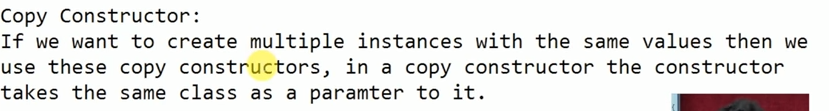 Copy Constructor:
If we want to create multiple instances with the same values then we
use these copy constructors, in a copy constructor the constructor
takes the same class as a paramter to it.